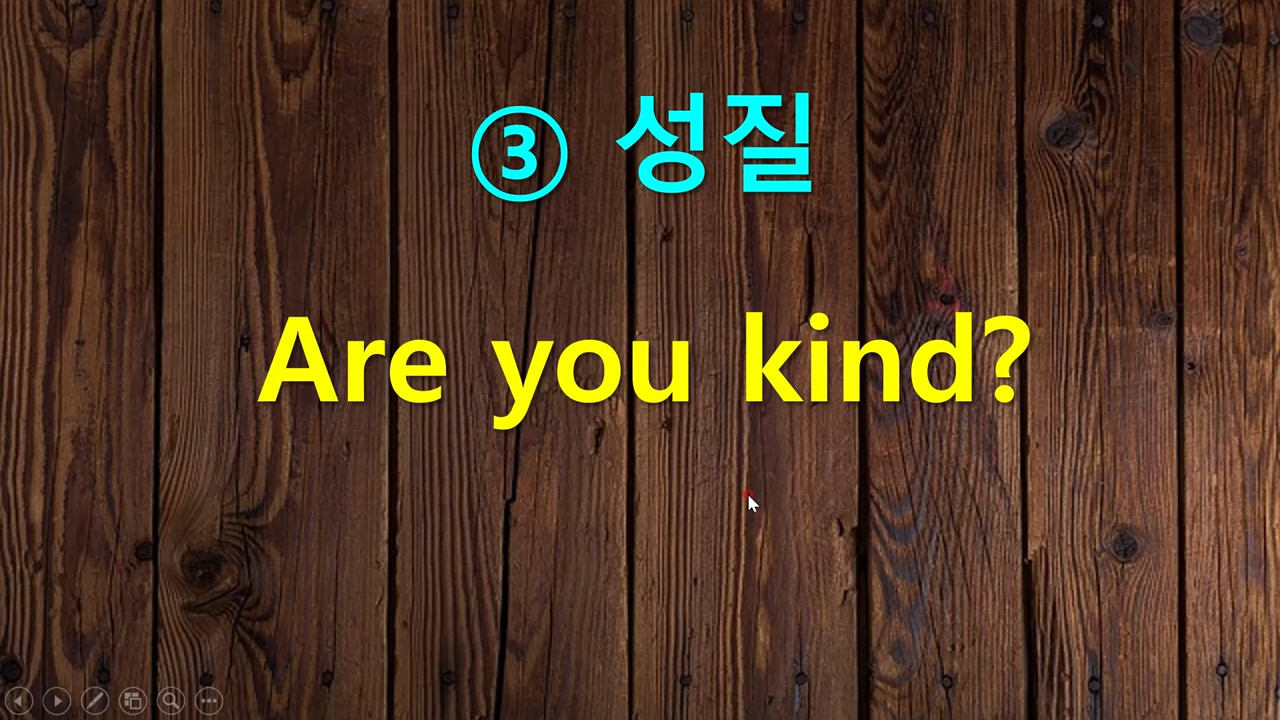 ③ 성질
Are you kind?